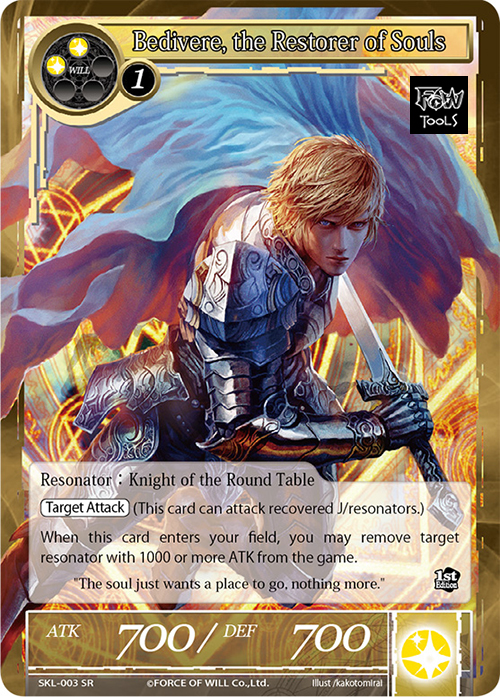 Bedivere, the Restorer of Souls
WILL
1
FOW
TOOLS
Resonator : Knight of the Round Table
Target Attack (This card can attack recovered J/resonators.)
When this card enters your field, you may remove target
resonator with 1000 or more ATK from the game.
"The soul just wants a place to go, nothing more."
1st
Edition
ATK 700 / DEF 700
SKL-003 SR ©FORCE OF WILL Co.,Ltd. Illust /kakotomirai